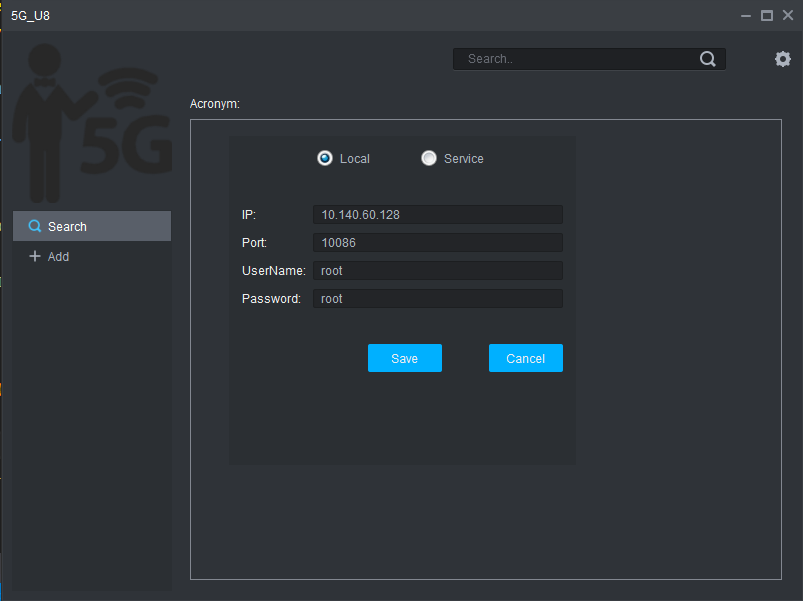 5G_U8
Search..
5G
Acronym:
Local
Service
IP:
10.140.60.128
Port:
10086
UserName:
root
Password:
root
Save
Cancel
Search
Add